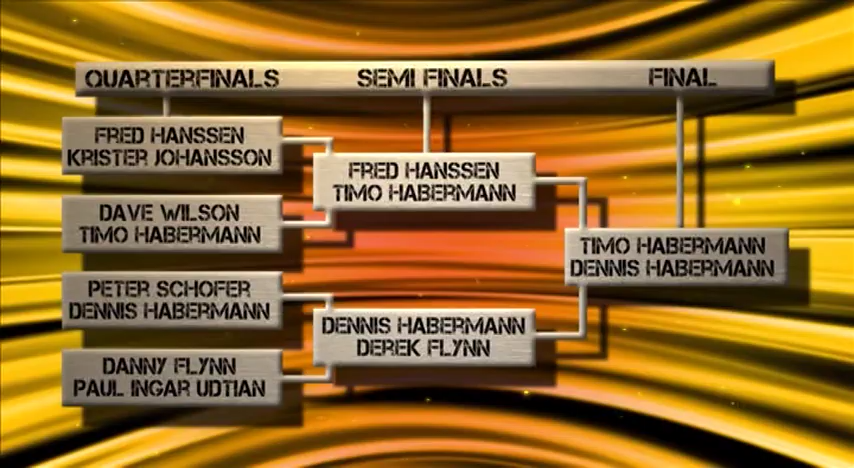 QUARTERFINALS SEMI FINALS FINAL
FRED HANSSEN
KRISTER JOHANSSON
DAVE WILSON
TIMO HABERMANN
PETER SCHOFER
DENNIS HABERMANN
DANNY FLYNN
PAUL INGAR UDTIAN
FRED HANSSEN
TIMO HABERMANN
DENNIS HABERMANN
DEREK FLYNN
TIMO HABERMANN
DENNIS HABERMANN